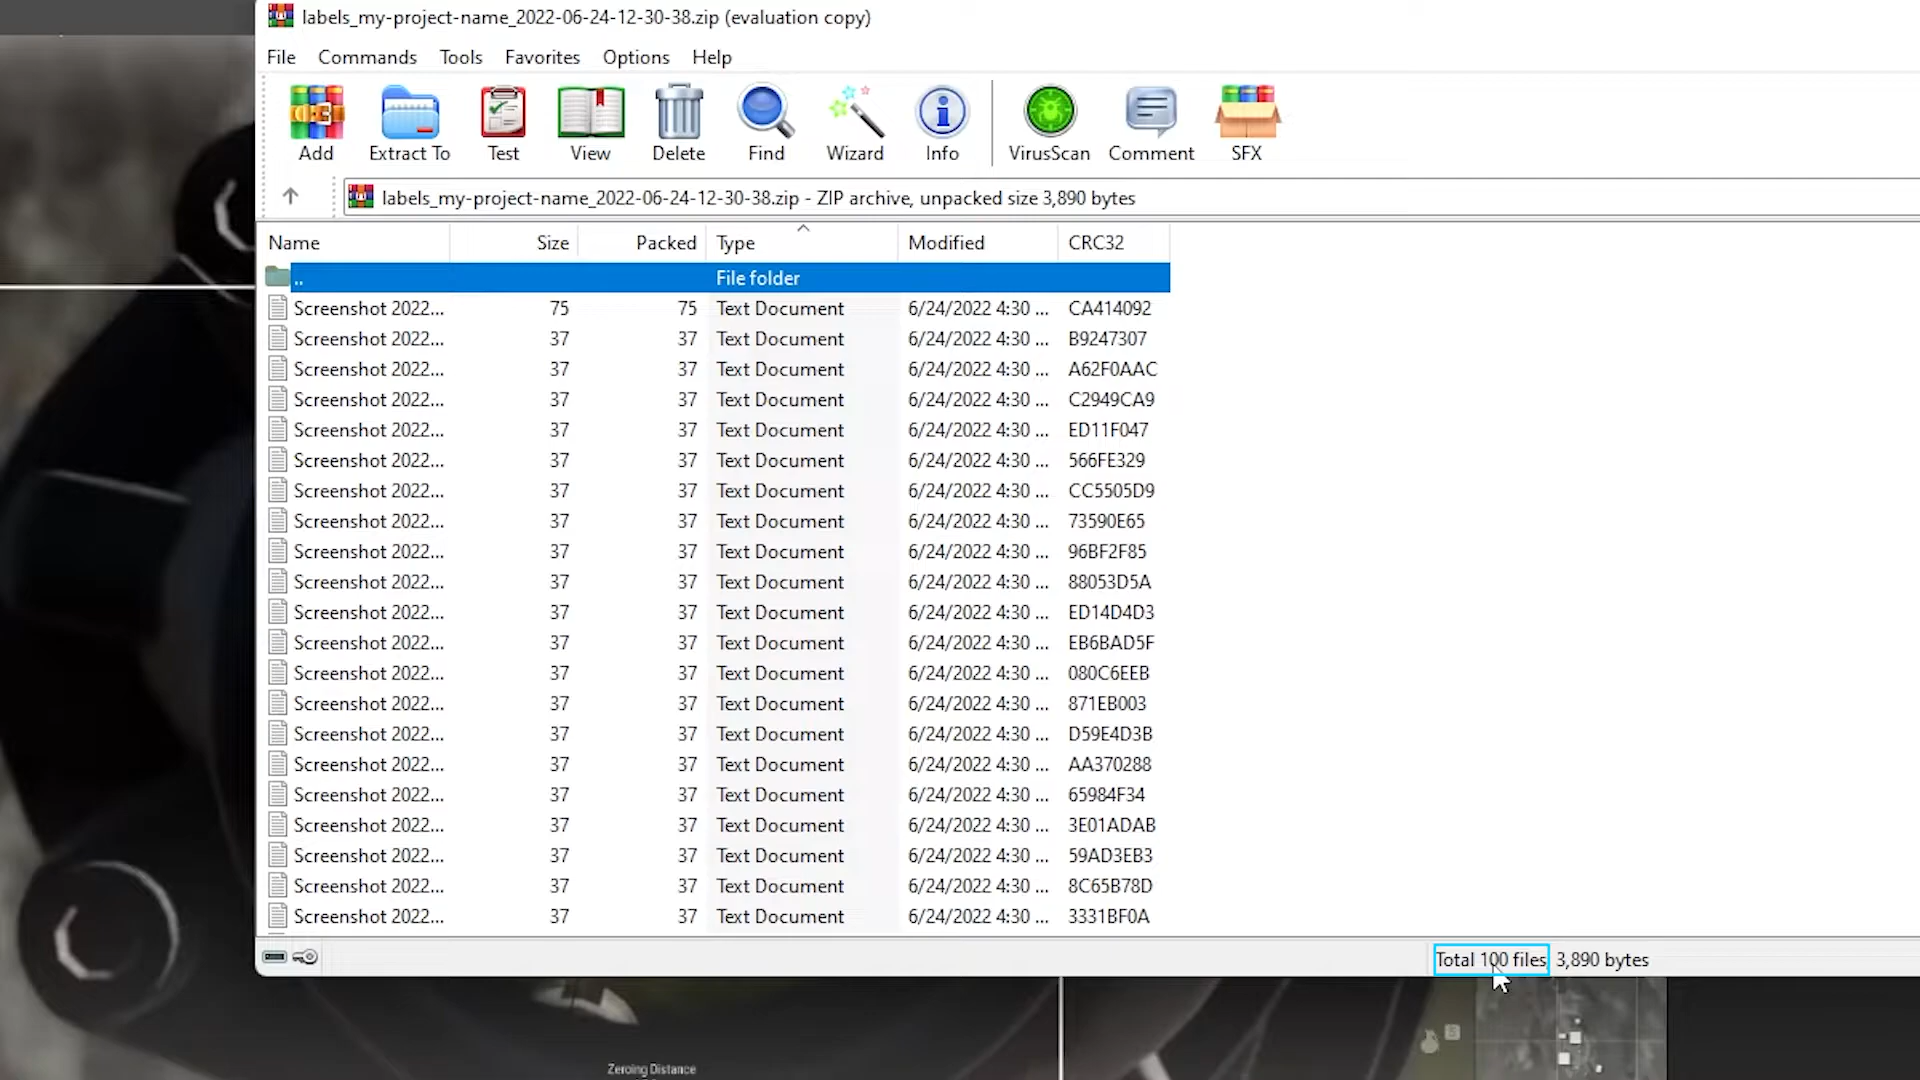 labels_my-project-name_2022-06-24-12-30-38.zip (evaluation copy)
File Commands Tools Favorites Options Help
Add Extract To Test View Delete Find Wizard Info VirusScan Comment SFX
labels_my-project-name_2022-06-24-12-30-38.zip - ZIP archive, unpacked size 3,890 bytes
Name Size Packed Type Modified CRC32
.. File folder
Screenshot 2022... 75 75 Text Document 6/24/2022 4:30 ... CA414092
Screenshot 2022... 37 37 Text Document 6/24/2022 4:30 ... B9247307
Screenshot 2022... 37 37 Text Document 6/24/2022 4:30 ... A62F0AAC
Screenshot 2022... 37 37 Text Document 6/24/2022 4:30 ... C2949CA9
Screenshot 2022... 37 37 Text Document 6/24/2022 4:30 ... ED11F047
Screenshot 2022... 37 37 Text Document 6/24/2022 4:30 ... 566FE329
Screenshot 2022... 37 37 Text Document 6/24/2022 4:30 ... CC5505D9
Screenshot 2022... 37 37 Text Document 6/24/2022 4:30 ... 73590E65
Screenshot 2022... 37 37 Text Document 6/24/2022 4:30 ... 96BF2F85
Screenshot 2022... 37 37 Text Document 6/24/2022 4:30 ... 88053D5A
Screenshot 2022... 37 37 Text Document 6/24/2022 4:30 ... ED14D4D3
Screenshot 2022... 37 37 Text Document 6/24/2022 4:30 ... EB6BAD5F
Screenshot 2022... 37 37 Text Document 6/24/2022 4:30 ... 080C6EEB
Screenshot 2022... 37 37 Text Document 6/24/2022 4:30 ... 871EB003
Screenshot 2022... 37 37 Text Document 6/24/2022 4:30 ... D59E4D3B
Screenshot 2022... 37 37 Text Document 6/24/2022 4:30 ... AA370288
Screenshot 2022... 37 37 Text Document 6/24/2022 4:30 ... 65984F34
Screenshot 2022... 37 37 Text Document 6/24/2022 4:30 ... 3E01ADAB
Screenshot 2022... 37 37 Text Document 6/24/2022 4:30 ... 59AD3EB3
Screenshot 2022... 37 37 Text Document 6/24/2022 4:30 ... 8C65B78D
Screenshot 2022... 37 37 Text Document 6/24/2022 4:30 ... 3331BF0A
Total 100 files, 3,890 bytes
Zeroing Distance